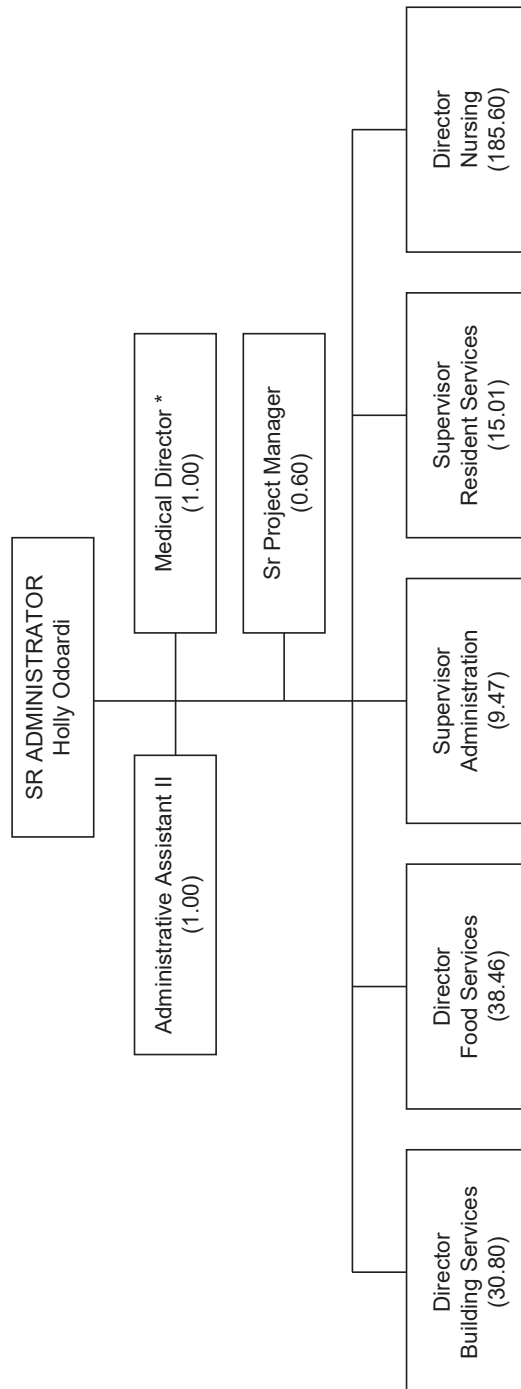 SR ADMINISTRATOR
Holly Odoardi
Administrative Assistant II
(1.00)
Medical Director *
(1.00)
Sr Project Manager
(0.60)
Director
Building Services
(30.80)
Director
Food Services
(38.46)
Supervisor
Administration
(9.47)
Supervisor
Resident Services
(15.01)
Director
Nursing
(185.60)